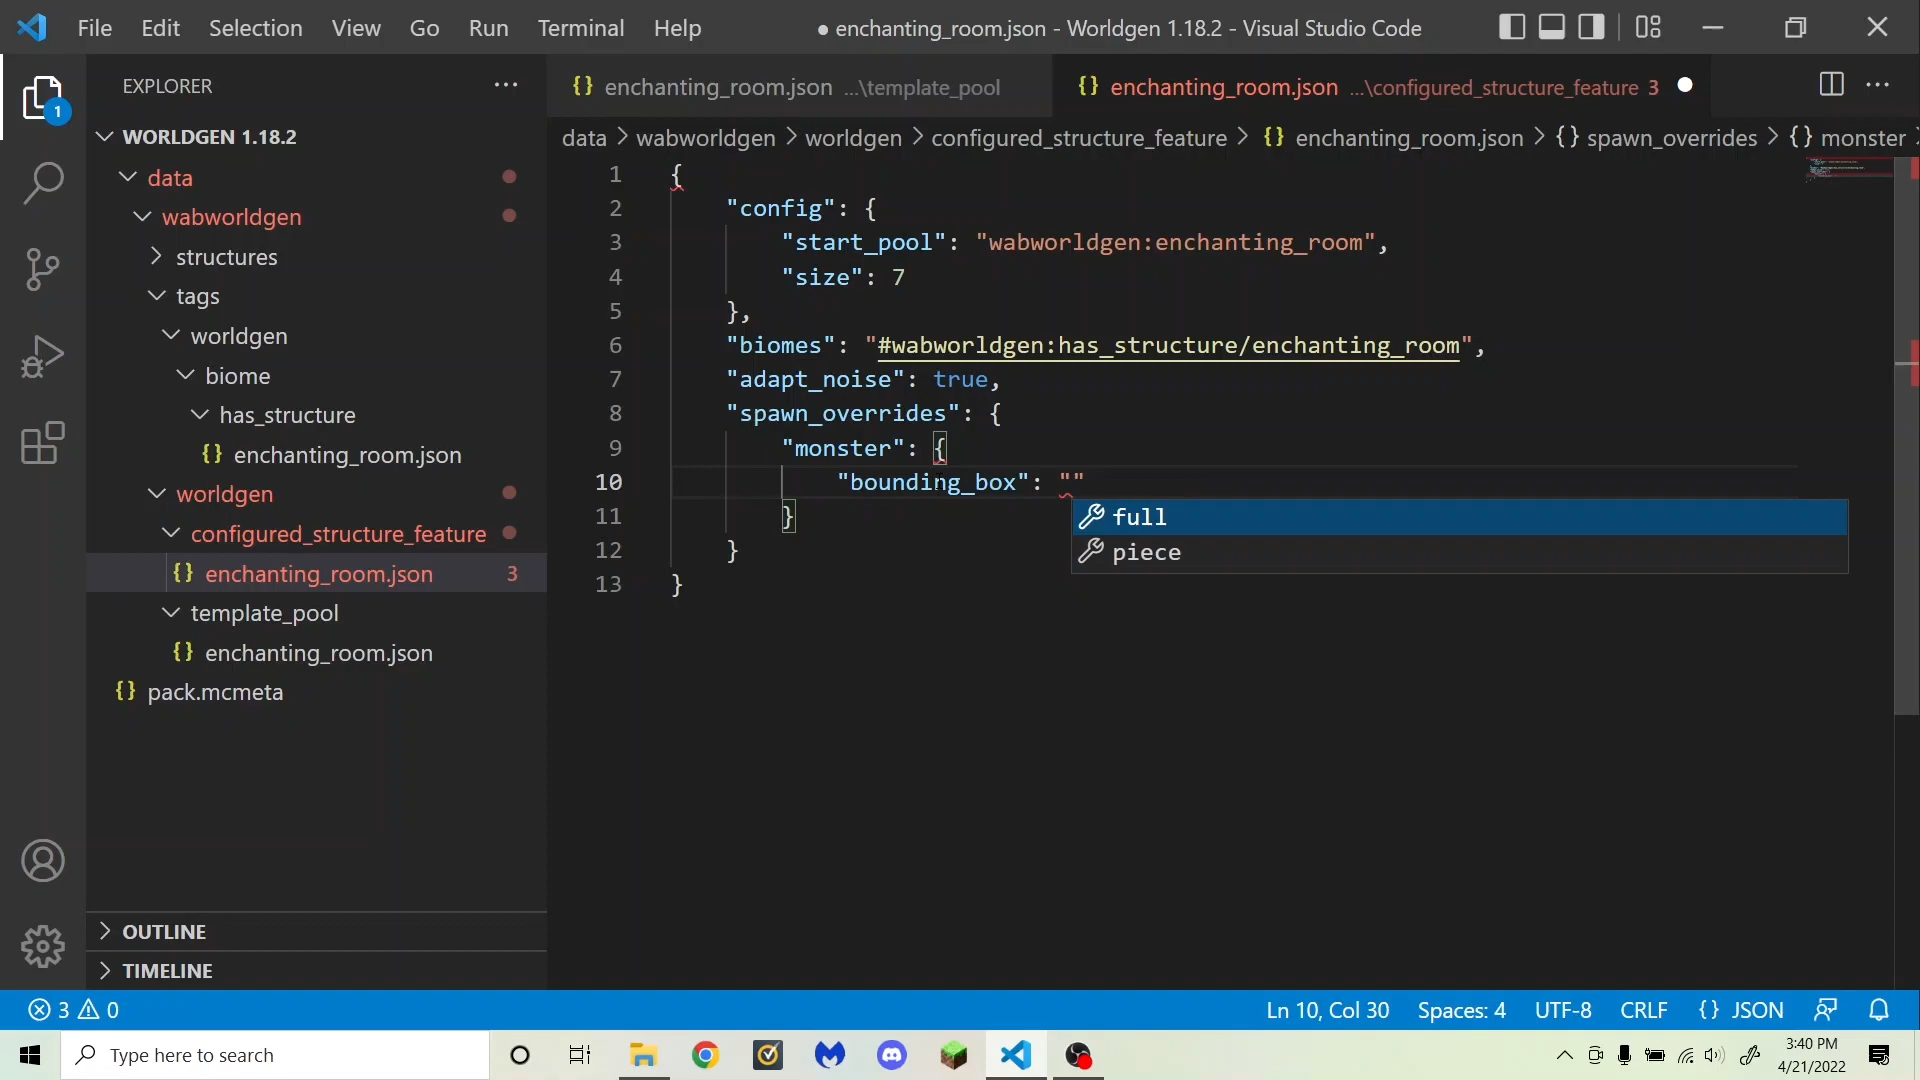 File Edit Selection View Go Run Terminal Help
● enchanting_room.json - Worldgen 1.18.2 - Visual Studio Code
EXPLORER
{} enchanting_room.json ...\template_pool
{} enchanting_room.json ...\configured_structure_feature 3
1
WORLDGEN 1.18.2
data > wabworldgen > worldgen > configured_structure_feature > {} enchanting_room.json > {} spawn_overrides > {} monster >
data
wabworldgen
structures
tags
worldgen
biome
has_structure
{} enchanting_room.json
worldgen
configured_structure_feature
{} enchanting_room.json 3
template_pool
{} enchanting_room.json
{} pack.mcmeta
OUTLINE
TIMELINE
1 {
2 "config": {
3 "start_pool": "wabworldgen:enchanting_room",
4 "size": 7
5 },
6 "biomes": "#wabworldgen:has_structure/enchanting_room",
7 "adapt_noise": true,
8 "spawn_overrides": {
9 "monster": {
10 "bounding_box": ""
11 }
12 }
13 }
full
piece
3 0
Ln 10, Col 30 Spaces: 4 UTF-8 CRLF {} JSON
Type here to search
3:40 PM
4/21/2022